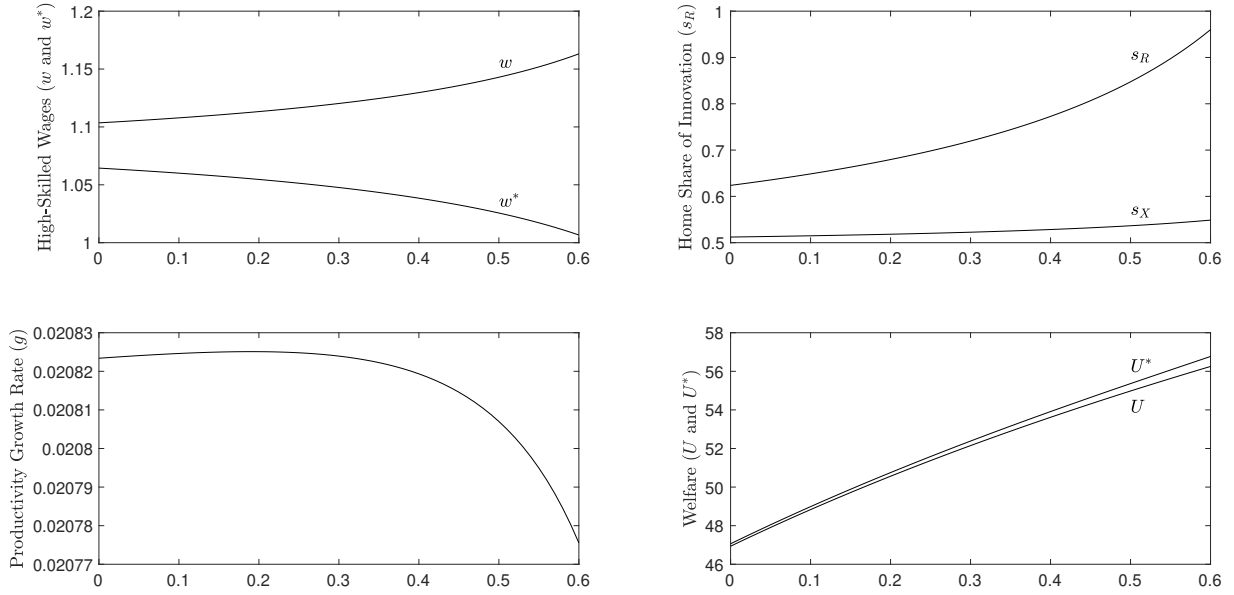 High-Skilled Wages (w and w*)
1.2
1.15
1.1
1.05
1
w
w*
0 0.1 0.2 0.3 0.4 0.5 0.6
Home Share of Innovation (s_R)
1
0.9
0.8
0.7
0.6
0.5
s_R
s_X
0 0.1 0.2 0.3 0.4 0.5 0.6
Productivity Growth Rate (g)
0.02083
0.02082
0.02081
0.0208
0.02079
0.02078
0.02077
0 0.1 0.2 0.3 0.4 0.5 0.6
Welfare (U and U*)
58
56
54
52
50
48
46
U*
U
0 0.1 0.2 0.3 0.4 0.5 0.6